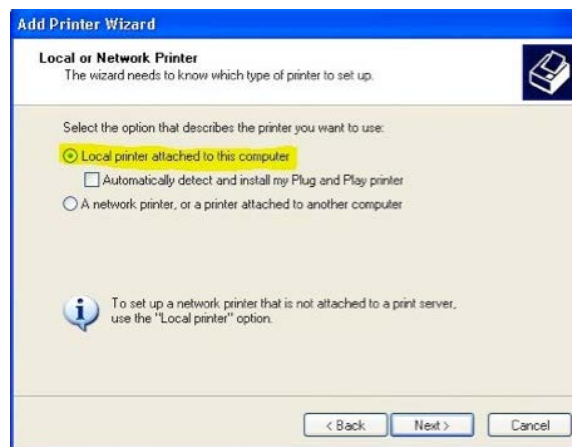 Add Printer Wizard
Local or Network Printer
The wizard needs to know which type of printer to set up.
Select the option that describes the printer you want to use:
Local printer attached to this computer
Automatically detect and install my Plug and Play printer
A network printer, or a printer attached to another computer
To set up a network printer that is not attached to a print server,
use the "Local printer" option.
< Back
Next >
Cancel